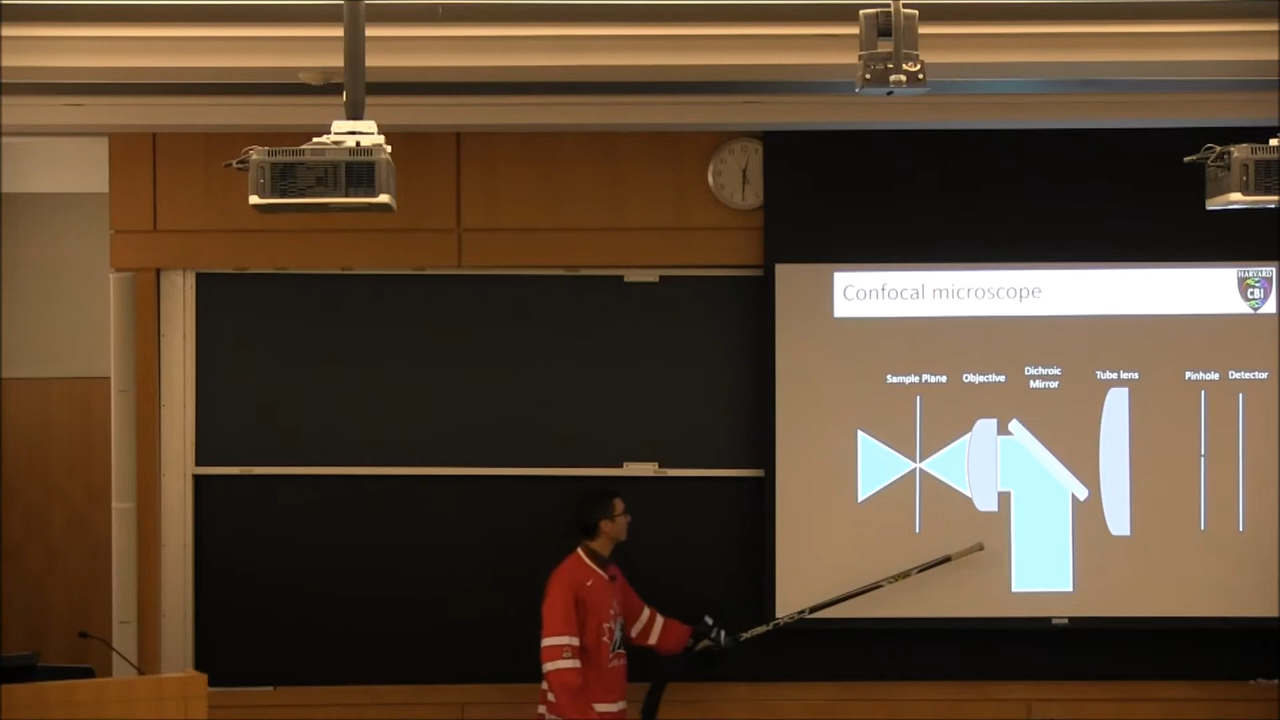 Confocal microscope
HARVARD
CBI
Sample Plane
Objective
Dichroic
Mirror
Tube lens
Pinhole
Detector